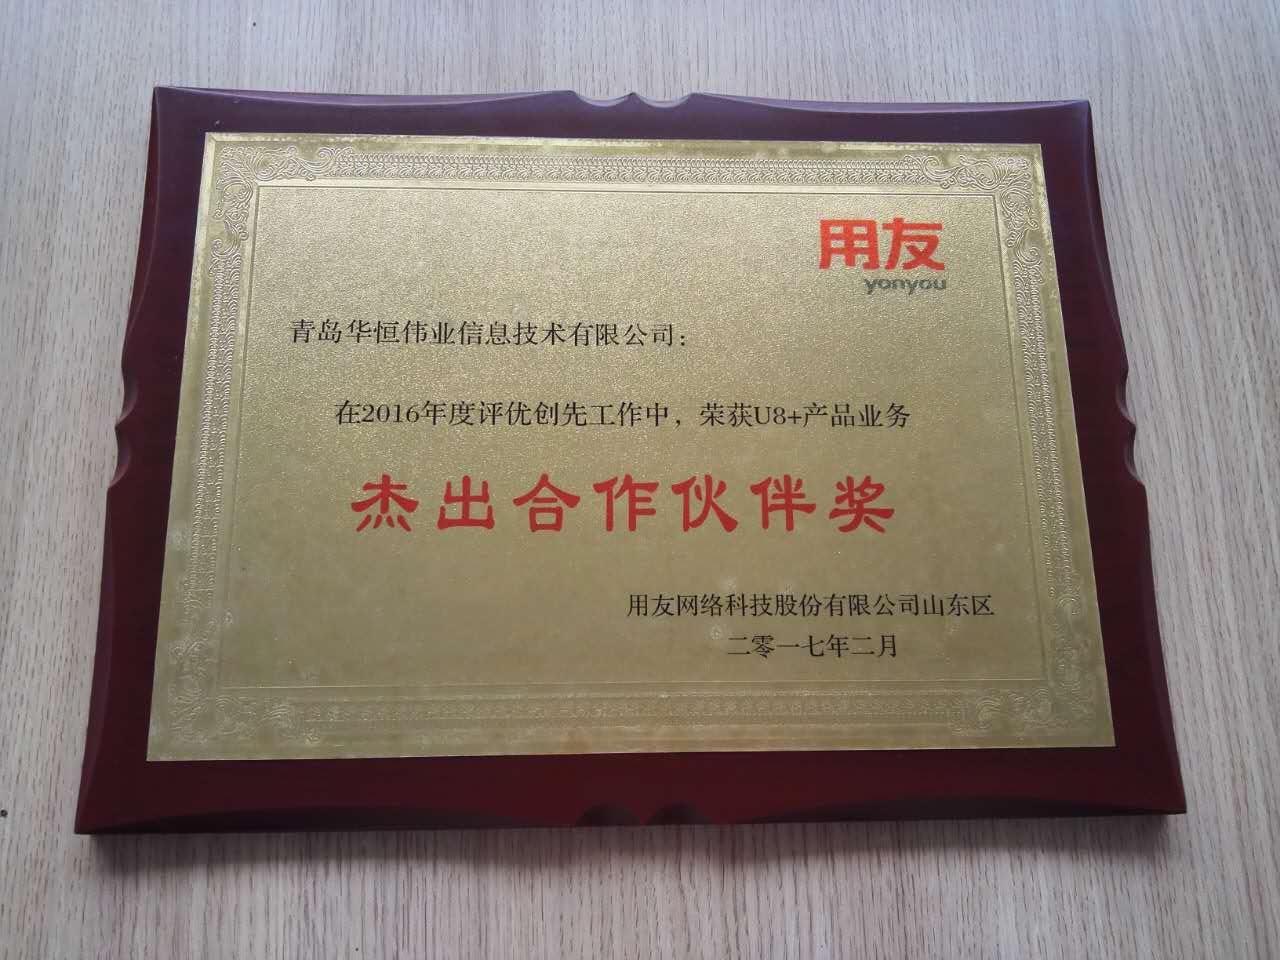 用友
yonyou
青岛华恒伟业信息技术有限公司：
在2016年度评优创先工作中，荣获U8+产品业务
杰出合作伙伴奖
用友网络科技股份有限公司山东区
二零一七年二月